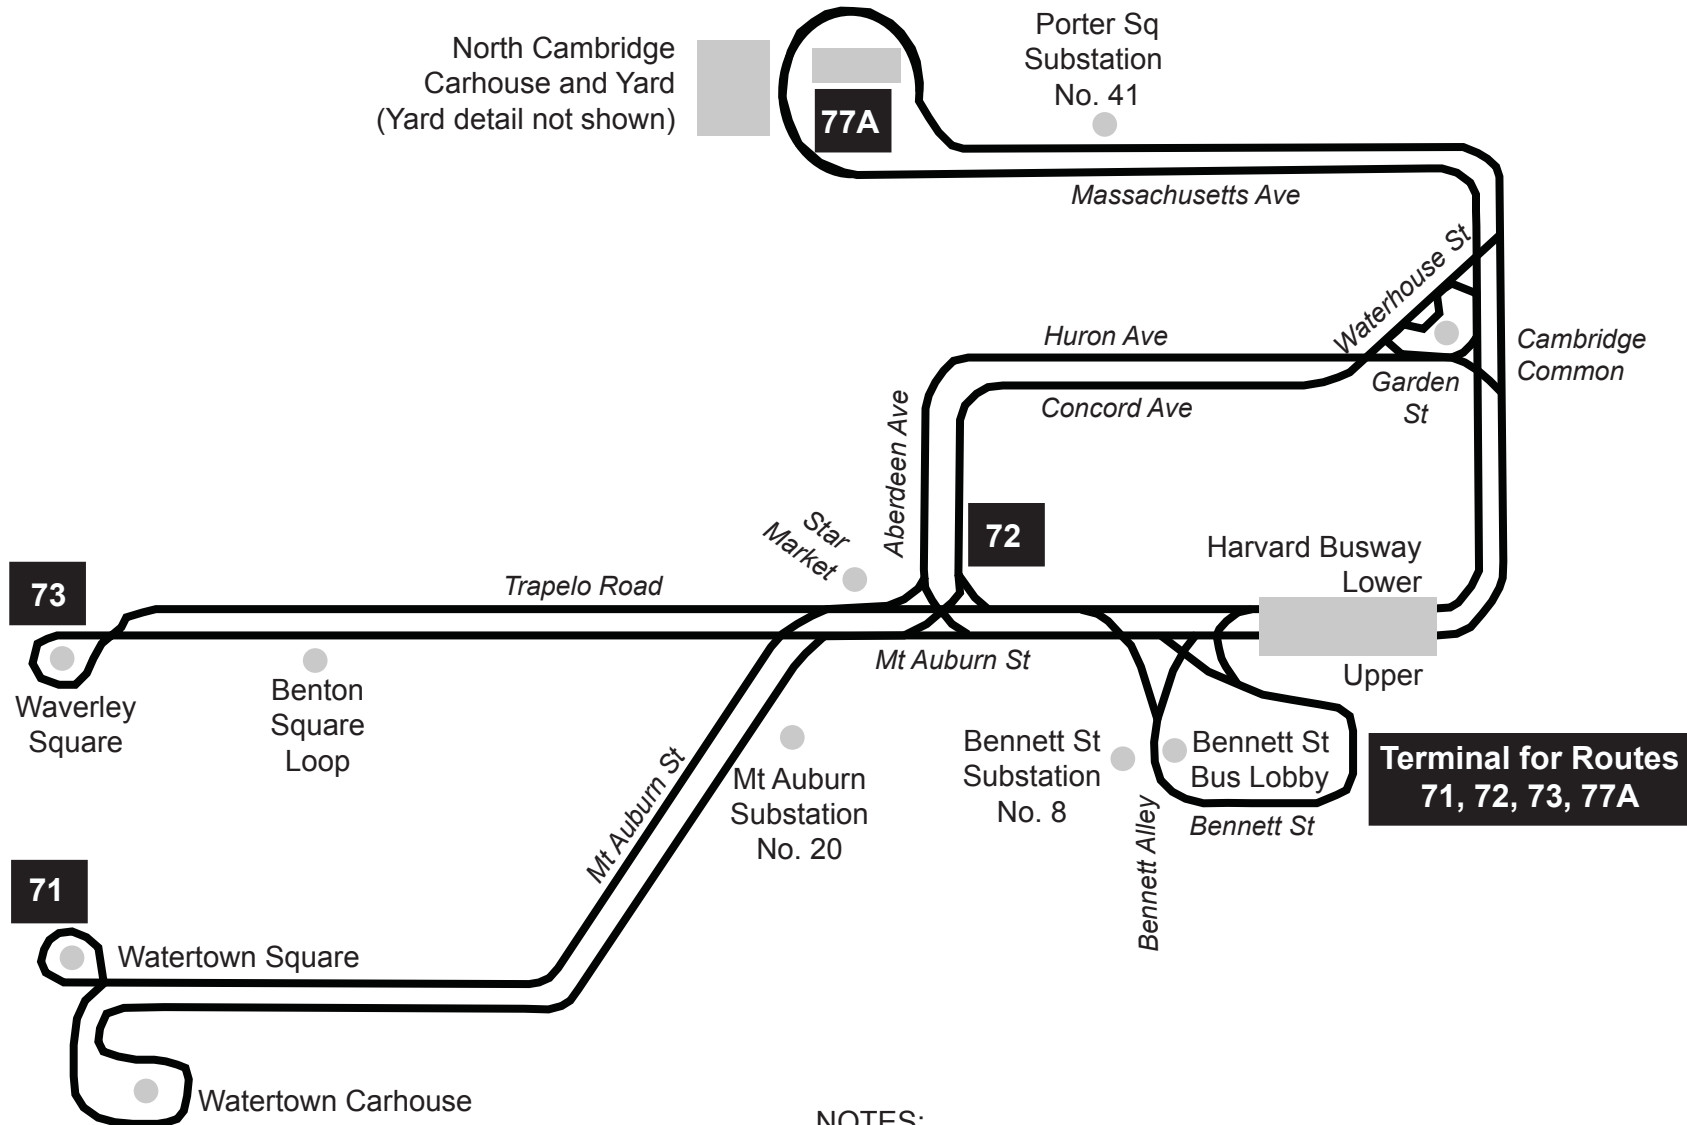 North Cambridge
Carhouse and Yard
(Yard detail not shown)
77A
Porter Sq
Substation
No. 41
Massachusetts Ave
Waterhouse St
Huron Ave
Cambridge
Common
Garden
St
Concord Ave
Aberdeen Ave
Star
Market
72
Harvard Busway
Lower
73
Trapelo Road
Mt Auburn St
Upper
Waverley
Square
Benton
Square
Loop
Mt Auburn St
Mt Auburn
Substation
No. 20
Bennett St
Substation
No. 8
Bennett St
Bus Lobby
Terminal for Routes
71, 72, 73, 77A
Bennett Alley
Bennett St
71
Watertown Square
Watertown Carhouse
NOTES: